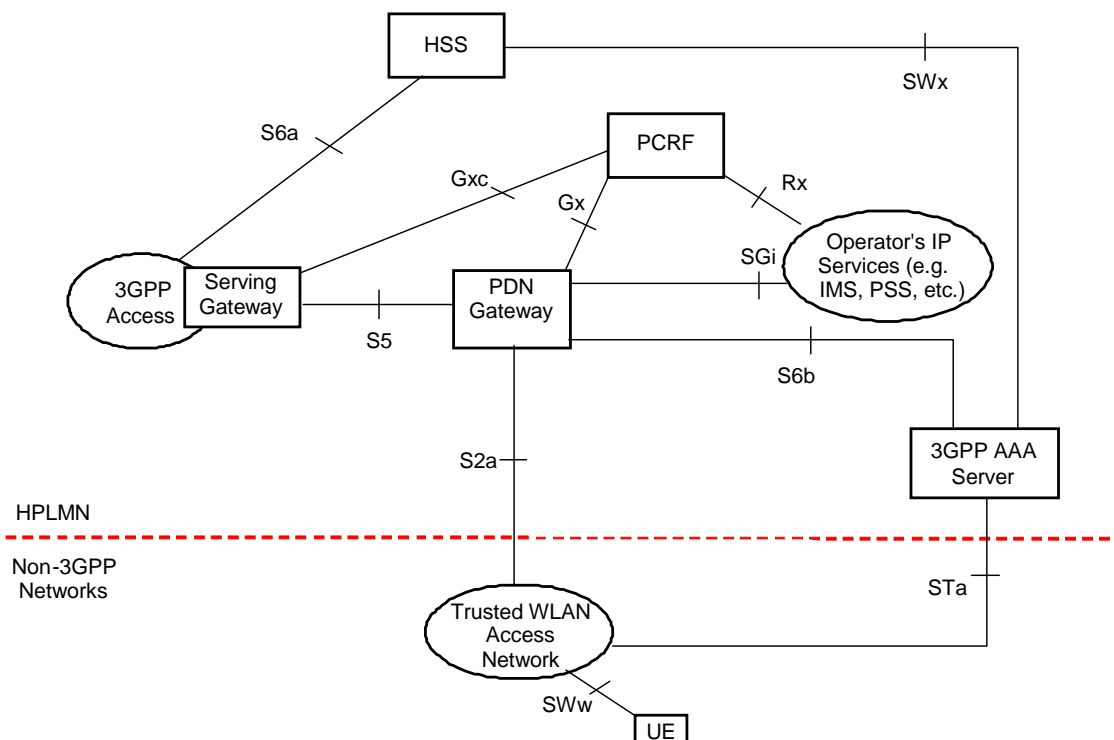 HSS
SWx
S6a
PCRF
Gxc
Rx
Gx
Operator's IP
Services (e.g.
IMS, PSS, etc.)
SGi
3GPP
Access
Serving
Gateway
PDN
Gateway
S5
S6b
S2a
3GPP AAA
Server
HPLMN
Non-3GPP
Networks
STa
Trusted WLAN
Access
Network
SWw
UE